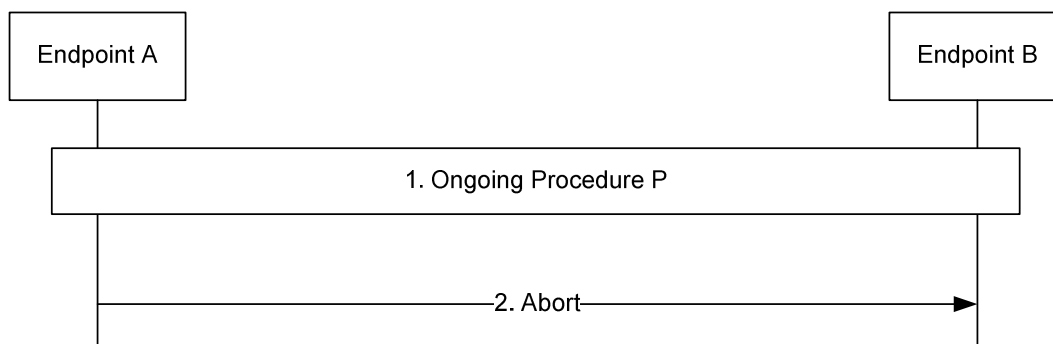 Endpoint A
Endpoint B
1. Ongoing Procedure P
2. Abort